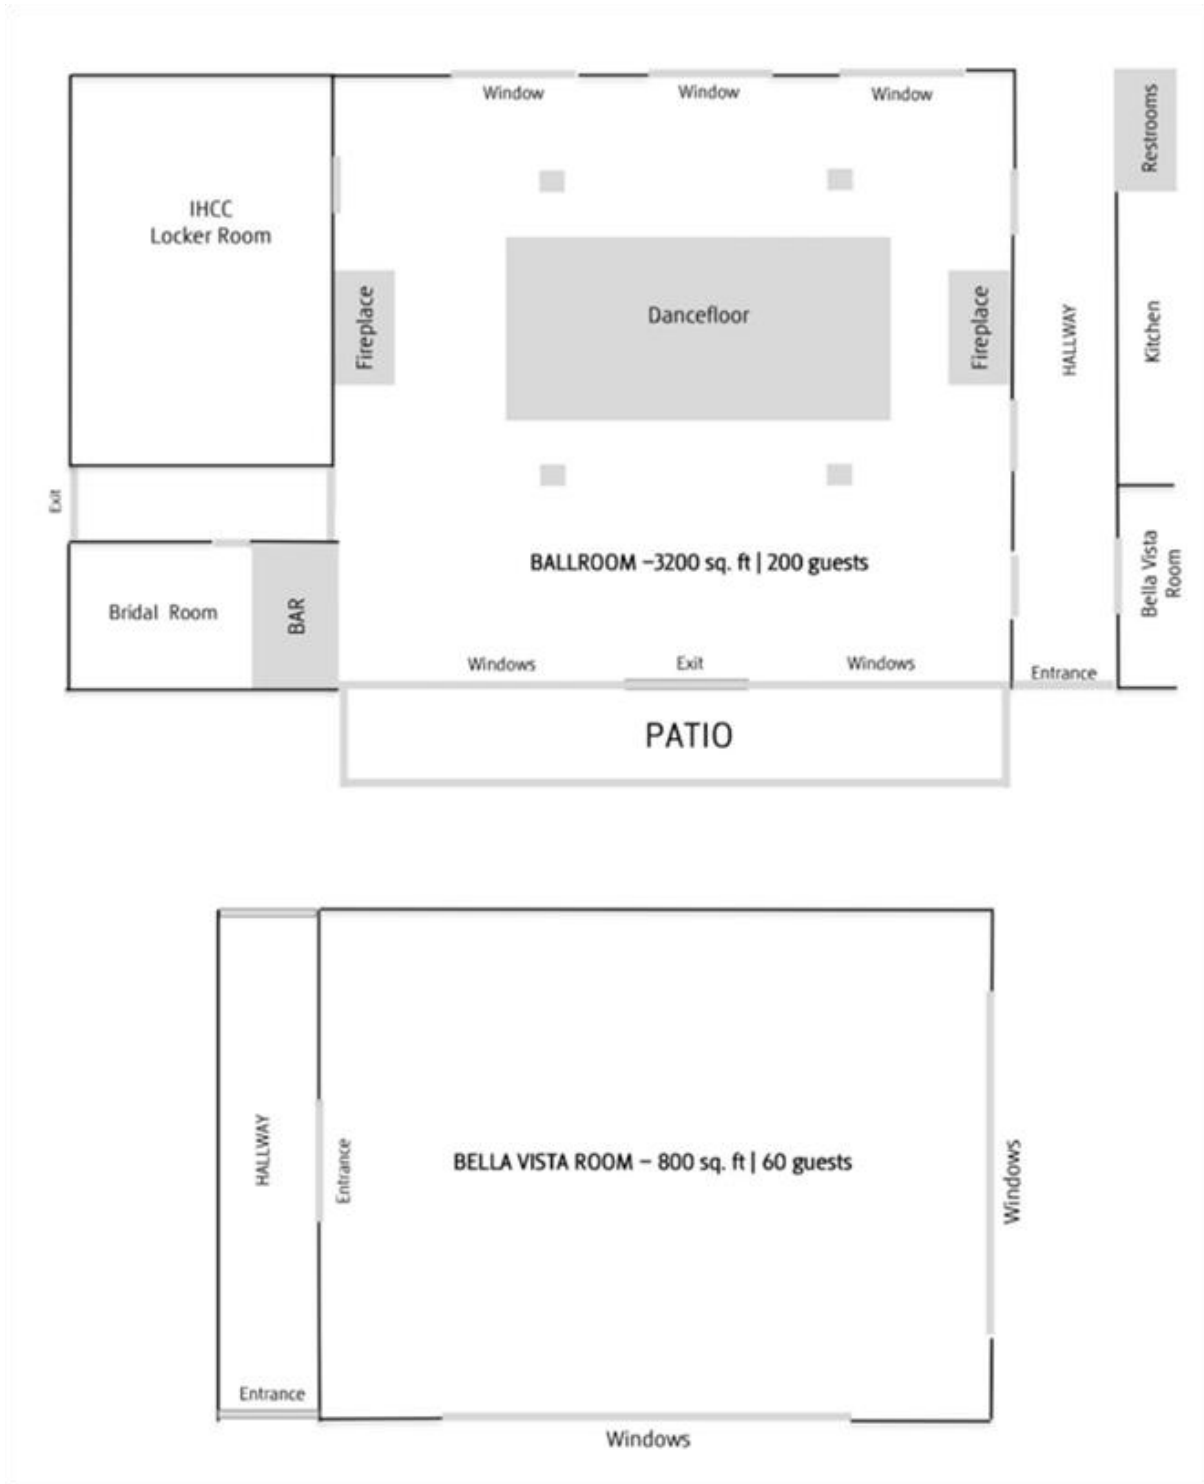 Window
Window
Window
Restrooms
IHCC
Locker Room
Fireplace
Dancefloor
Fireplace
HALLWAY
Kitchen
Exit
BALLROOM –3200 sq. ft | 200 guests
Bridal Room
BAR
Bella Vista
Room
Windows
Exit
Windows
Entrance
PATIO
HALLWAY
Entrance
BELLA VISTA ROOM – 800 sq. ft | 60 guests
Windows
Entrance
Windows